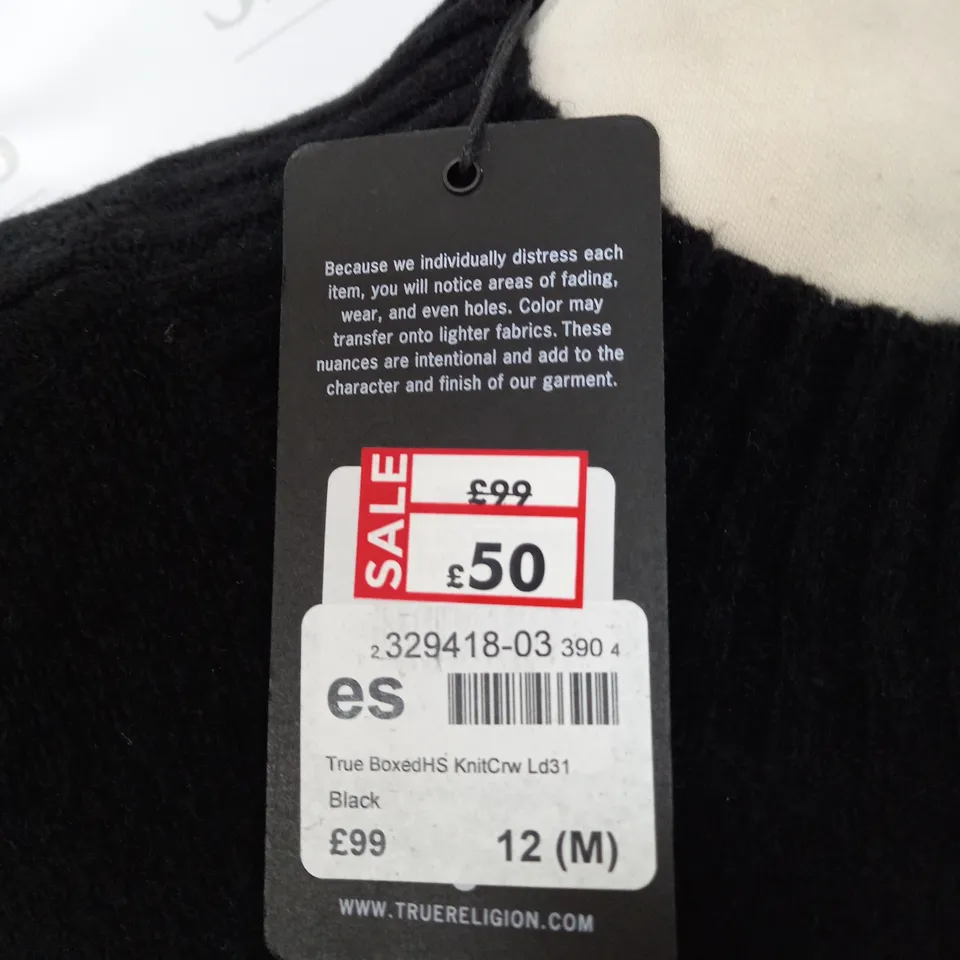 Because we individually distress each
item, you will notice areas of fading,
wear, and even holes. Color may
transfer onto lighter fabrics. These
nuances are intentional and add to the
character and finish of our garment.
SALE
£99
£50
2 329418-03 390 4
es
True BoxedHS KnitCrw Ld31
Black
£99 12 (M)
WWW.TRUERELIGION.COM